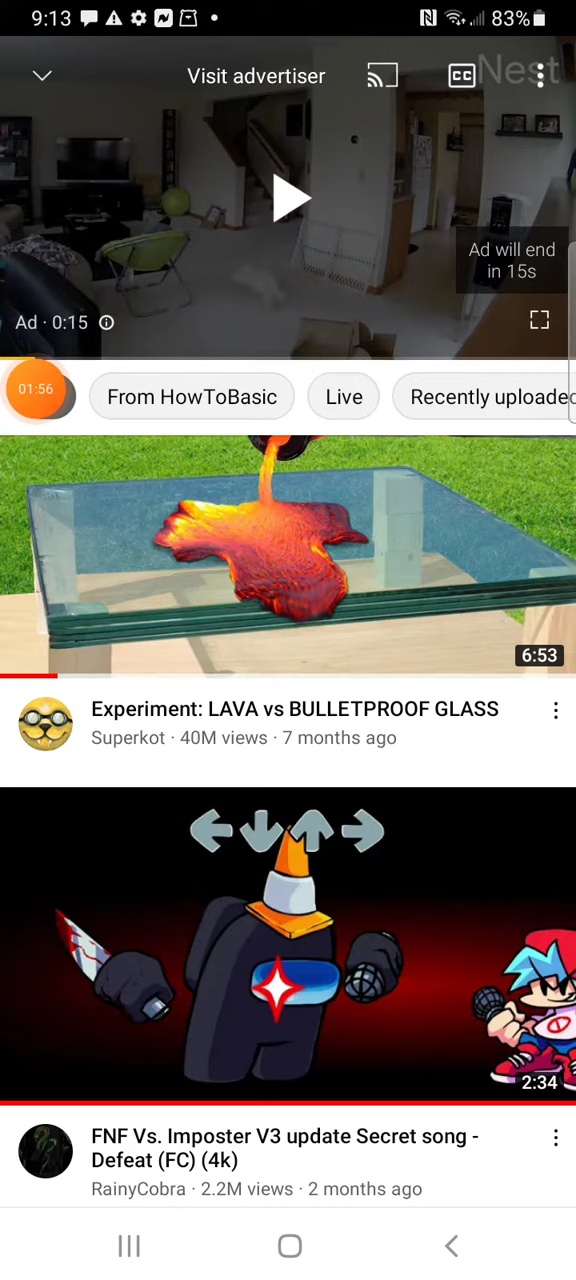 9:13
83%
Nest
Visit advertiser
CC
Ad will end
in 15s
Ad · 0:15
01:56
From HowToBasic
Live
Recently uploaded
6:53
Experiment: LAVA vs BULLETPROOF GLASS
Superkot · 40M views · 7 months ago
2:34
FNF Vs. Imposter V3 update Secret song -
Defeat (FC) (4k)
RainyCobra · 2.2M views · 2 months ago